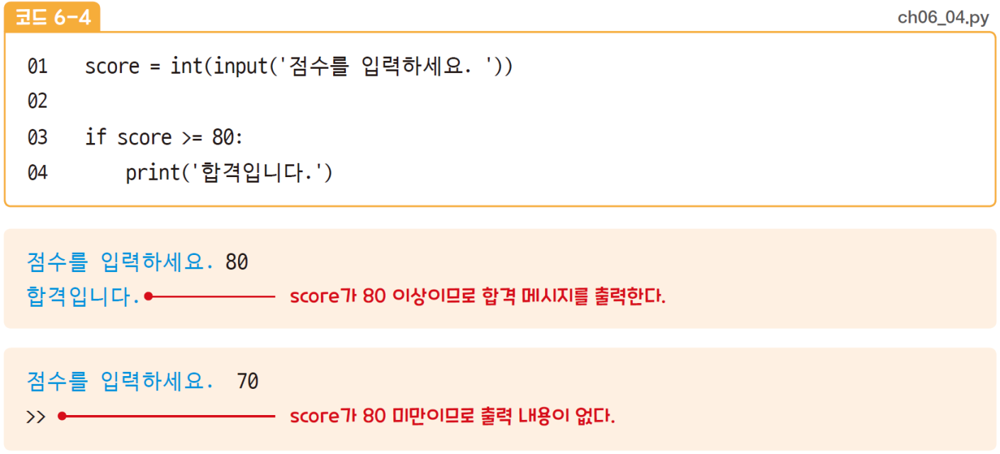 코드 6-4
ch06_04.py
01 score = int(input('점수를 입력하세요. '))
02
03 if score >= 80:
04     print('합격입니다.')
점수를 입력하세요. 80
합격입니다. score가 80 이상이므로 합격 메시지를 출력한다.
점수를 입력하세요.  70
>> score가 80 미만이므로 출력 내용이 없다.